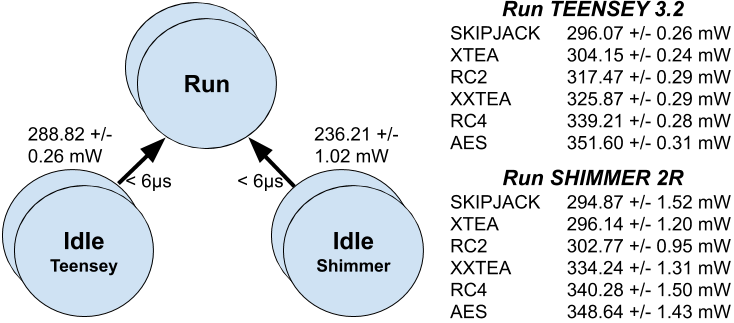 Run
288.82 +/-
0.26 mW
236.21 +/-
1.02 mW
< 6µs
< 6µs
Idle
Teensey
Idle
Shimmer
Run TEENSEY 3.2
SKIPJACK 296.07 +/- 0.26 mW
XTEA 304.15 +/- 0.24 mW
RC2 317.47 +/- 0.29 mW
XXTEA 325.87 +/- 0.29 mW
RC4 339.21 +/- 0.28 mW
AES 351.60 +/- 0.31 mW
Run SHIMMER 2R
SKIPJACK 294.87 +/- 1.52 mW
XTEA 296.14 +/- 1.20 mW
RC2 302.77 +/- 0.95 mW
XXTEA 334.24 +/- 1.31 mW
RC4 340.28 +/- 1.50 mW
AES 348.64 +/- 1.43 mW